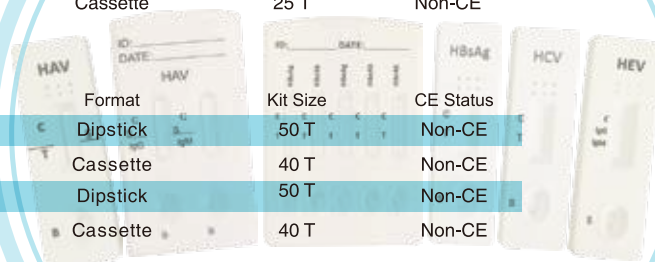 Cassette 25 T Non-CE
ID: DATE:
HAV
ID:
DATE:
HAV
HBsAg
HCV
HEV
Format Kit Size CE Status
Dipstick 50 T Non-CE
Cassette 40 T Non-CE
Dipstick 50 T Non-CE
Cassette 40 T Non-CE